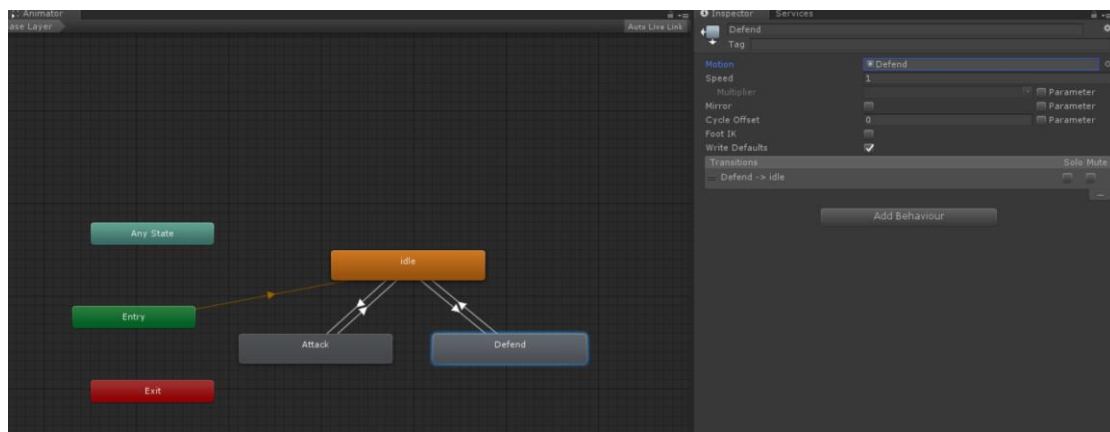 Animator
ase Layer
Auto Live Link
Any State
idle
Entry
Attack
Defend
Exit
Inspector Services
Defend
Tag
Motion Defend
Speed 1
Multiplier Parameter
Mirror Parameter
Cycle Offset 0 Parameter
Foot IK
Write Defaults
Transitions Solo Mute
Defend -> idle
Add Behaviour